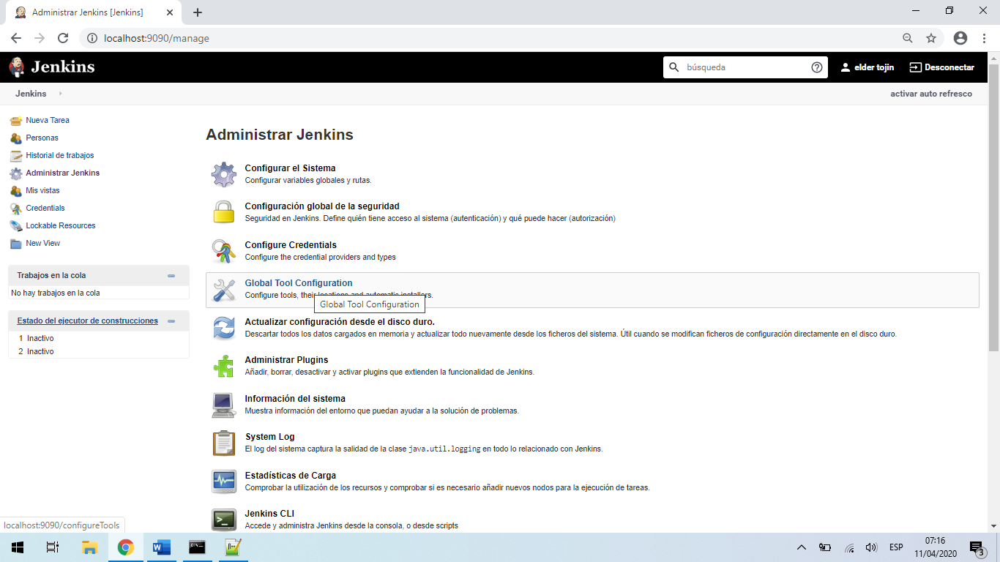 Administrar Jenkins [Jenkins]
localhost:9090/manage
Jenkins
búsqueda
elder tojin
Desconectar
Jenkins
activar auto refresco
Nueva Tarea
Personas
Historial de trabajos
Administrar Jenkins
Mis vistas
Credentials
Lockable Resources
New View
Trabajos en la cola
No hay trabajos en la cola
Estado del ejecutor de construcciones
1 Inactivo
2 Inactivo
Administrar Jenkins
Configurar el Sistema
Configurar variables globales y rutas.
Configuración global de la seguridad
Seguridad en Jenkins. Define quién tiene acceso al sistema (autenticación) y qué puede hacer (autorización)
Configure Credentials
Configure the credential providers and types
Global Tool Configuration
Configure tools, their locations and automatic installers.
Global Tool Configuration
Actualizar configuración desde el disco duro.
Descartar todos los datos cargados en memoria y actualizar todo nuevamente desde los ficheros del sistema. Útil cuando se modifican ficheros de configuración directamente en el disco duro.
Administrar Plugins
Añadir, borrar, desactivar y activar plugins que extienden la funcionalidad de Jenkins.
Información del sistema
Muestra información del entorno que puedan ayudar a la solución de problemas.
System Log
El log del sistema captura la salida de la clase java.util.logging en todo lo relacionado con Jenkins.
Estadísticas de Carga
Comprobar la utilización de los recursos y comprobar si es necesario añadir nuevos nodos para la ejecución de tareas.
Jenkins CLI
Accede y administra Jenkins desde la consola, o desde scripts
localhost:9090/configureTools
ESP
07:16
11/04/2020
3